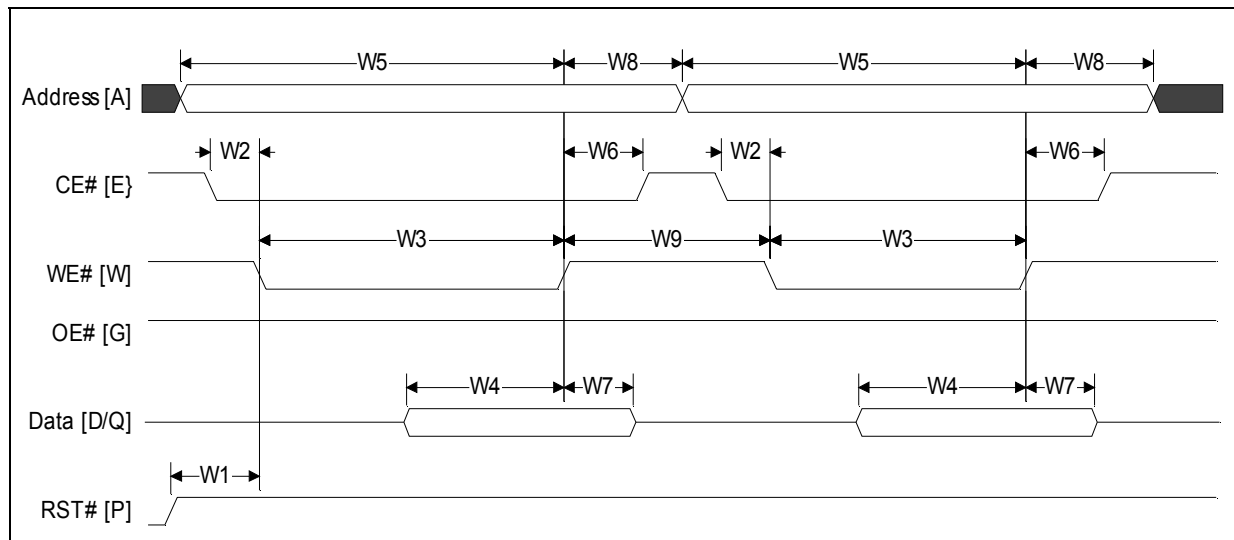 W5 W8 W5 W8
Address [A]
W2 W6 W2 W6
CE# [E}
W3 W9 W3
WE# [W]
OE# [G]
W4 W7 W4 W7
Data [D/Q]
W1
RST# [P]